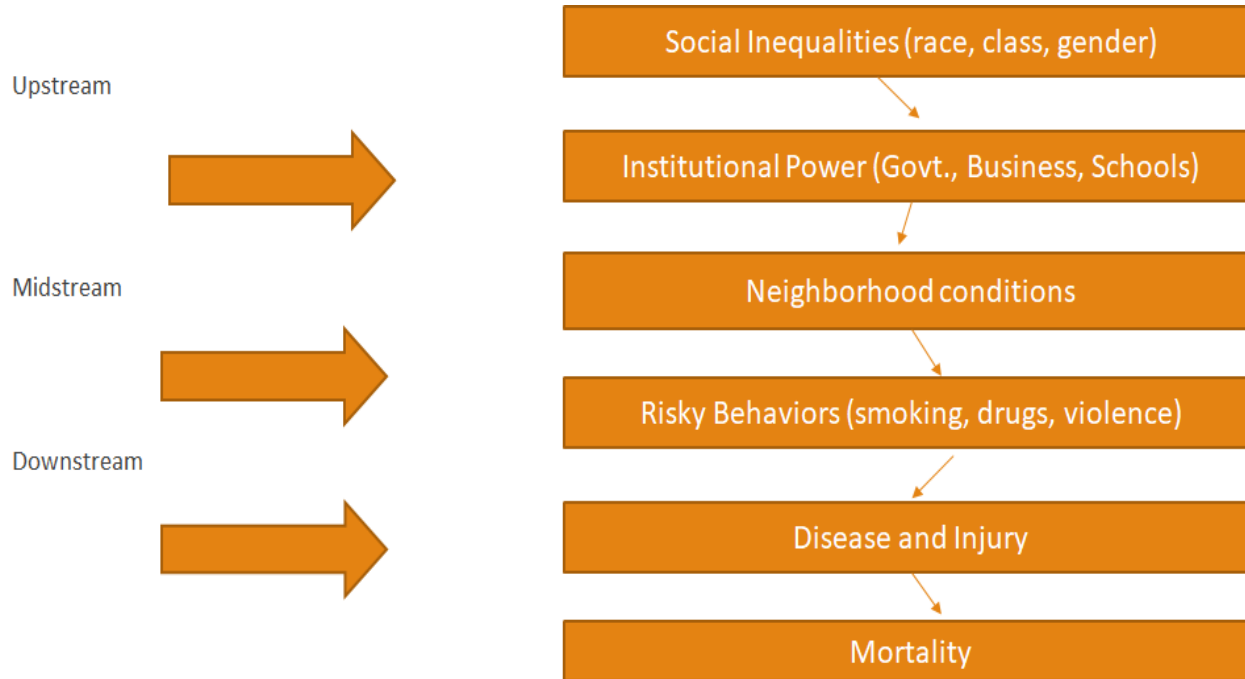 Social Inequalities (race, class, gender)
Upstream
Institutional Power (Govt., Business, Schools)
Midstream
Neighborhood conditions
Risky Behaviors (smoking, drugs, violence)
Downstream
Disease and Injury
Mortality